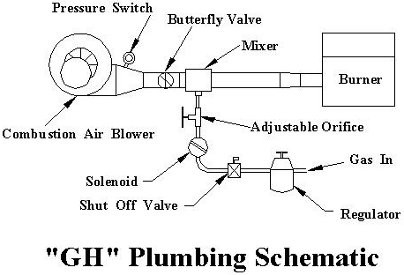 Pressure Switch
Butterfly Valve
Mixer
Burner
Combustion Air Blower
Adjustable Orifice
Gas In
Solenoid
Shut Off Valve
Regulator
"GH" Plumbing Schematic